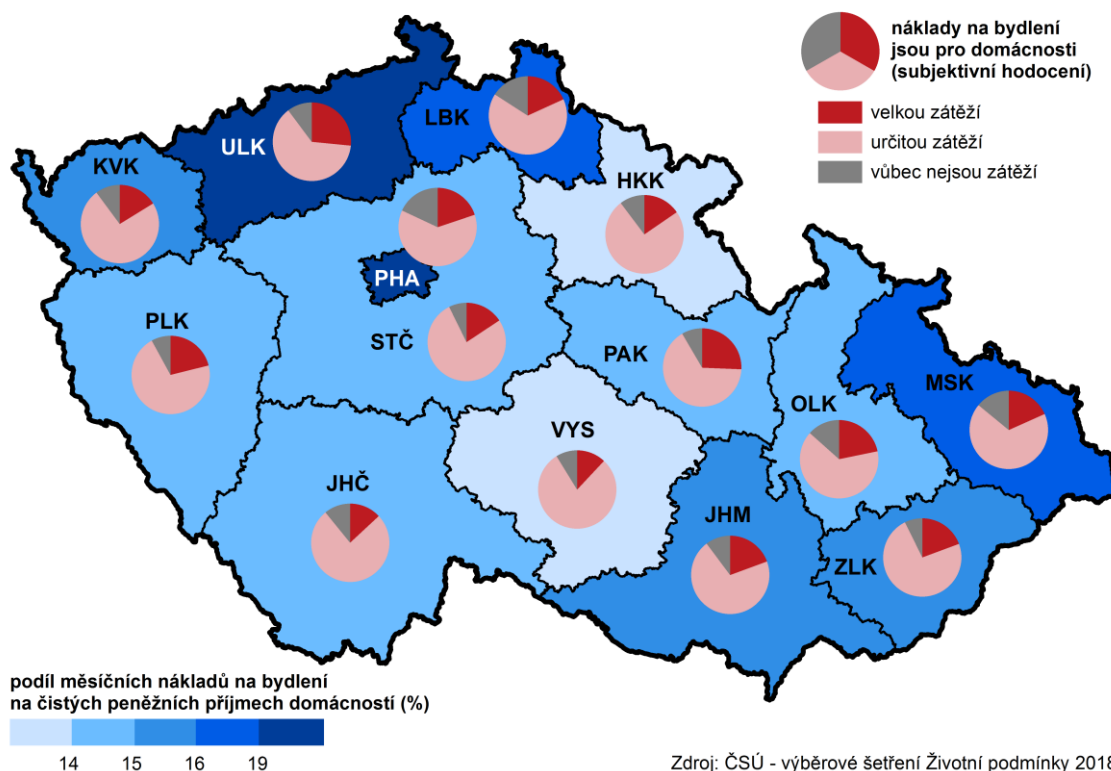 náklady na bydlení
jsou pro domácnosti
(subjektivní hodocení)
velkou zátěží
určitou zátěží
vůbec nejsou zátěží
ULK
LBK
KVK
HKK
PHA
PLK
STČ
PAK
MSK
OLK
VYS
JHČ
JHM
ZLK
podíl měsíčních nákladů na bydlení
na čistých peněžních příjmech domácností (%)
14 15 16 19
Zdroj: ČSÚ - výběrové šetření Životní podmínky 2018